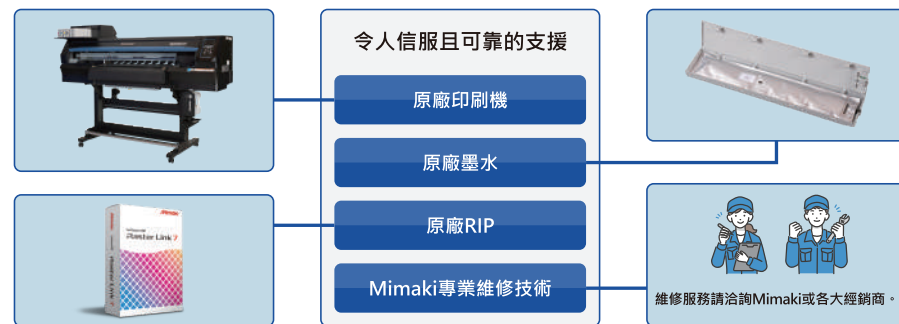 令人信服且可靠的支援
原廠印刷機
原廠墨水
原廠RIP
Mimaki專業維修技術
Raster Link 7
維修服務請洽詢Mimaki或各大經銷商。